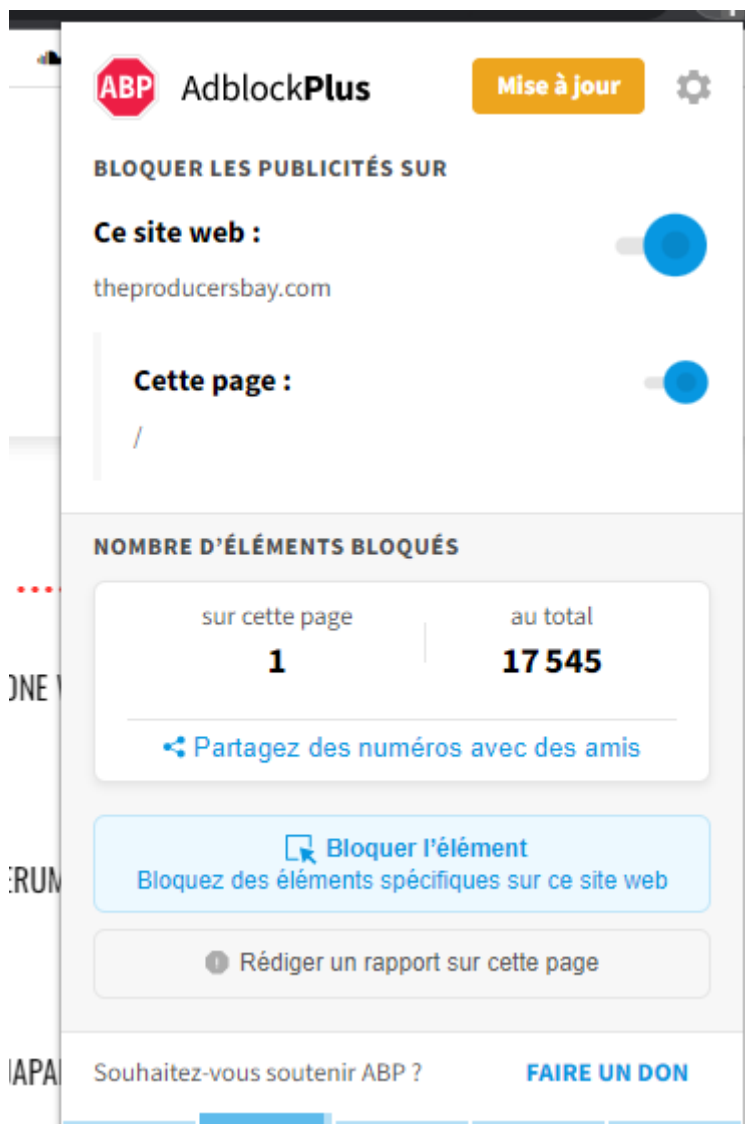 ABP AdblockPlus Mise à jour
BLOQUER LES PUBLICITÉS SUR
Ce site web :
theproducersbay.com
Cette page :
/
NOMBRE D’ÉLÉMENTS BLOQUÉS
sur cette page au total
1 17 545
Partagez des numéros avec des amis
Bloquer l’élément
Bloquez des éléments spécifiques sur ce site web
Rédiger un rapport sur cette page
Souhaitez-vous soutenir ABP ? FAIRE UN DON